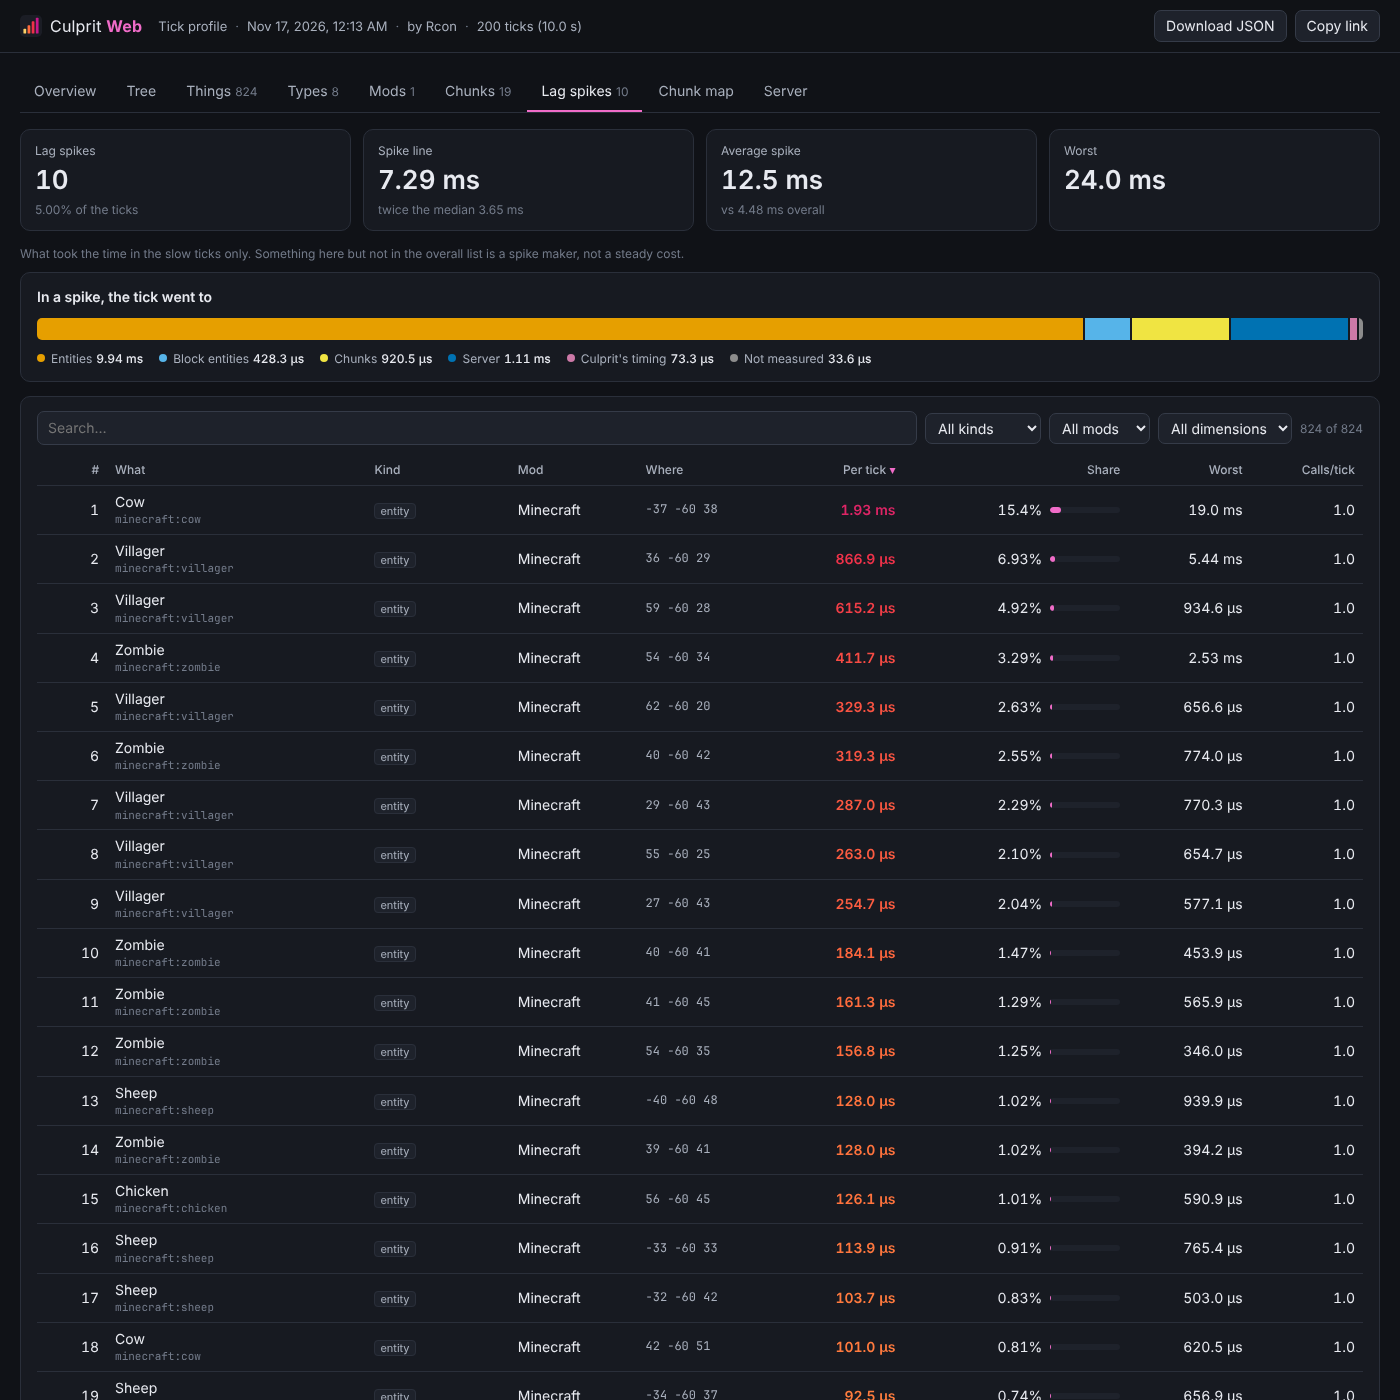 Culprit Web Tick profile · Nov 17, 2026, 12:13 AM · by Rcon · 200 ticks (10.0 s) Download JSON Copy link
Overview Tree Things 824 Types 8 Mods 1 Chunks 19 Lag spikes 10 Chunk map Server
Lag spikes
10
5.00% of the ticks
Spike line
7.29 ms
twice the median 3.65 ms
Average spike
12.5 ms
vs 4.48 ms overall
Worst
24.0 ms
What took the time in the slow ticks only. Something here but not in the overall list is a spike maker, not a steady cost.
In a spike, the tick went to
Entities 9.94 ms Block entities 428.3 µs Chunks 920.5 µs Server 1.11 ms Culprit's timing 73.3 µs Not measured 33.6 µs
Search... All kinds All mods All dimensions 824 of 824
# What Kind Mod Where Per tick ▾ Share Worst Calls/tick
1 Cow entity Minecraft -37 -60 38 1.93 ms 15.4% 19.0 ms 1.0
minecraft:cow
2 Villager entity Minecraft 36 -60 29 866.9 µs 6.93% 5.44 ms 1.0
minecraft:villager
3 Villager entity Minecraft 59 -60 28 615.2 µs 4.92% 934.6 µs 1.0
minecraft:villager
4 Zombie entity Minecraft 54 -60 34 411.7 µs 3.29% 2.53 ms 1.0
minecraft:zombie
5 Villager entity Minecraft 62 -60 20 329.3 µs 2.63% 656.6 µs 1.0
minecraft:villager
6 Zombie entity Minecraft 40 -60 42 319.3 µs 2.55% 774.0 µs 1.0
minecraft:zombie
7 Villager entity Minecraft 29 -60 43 287.0 µs 2.29% 770.3 µs 1.0
minecraft:villager
8 Villager entity Minecraft 55 -60 25 263.0 µs 2.10% 654.7 µs 1.0
minecraft:villager
9 Villager entity Minecraft 27 -60 43 254.7 µs 2.04% 577.1 µs 1.0
minecraft:villager
10 Zombie entity Minecraft 40 -60 41 184.1 µs 1.47% 453.9 µs 1.0
minecraft:zombie
11 Zombie entity Minecraft 41 -60 45 161.3 µs 1.29% 565.9 µs 1.0
minecraft:zombie
12 Zombie entity Minecraft 54 -60 35 156.8 µs 1.25% 346.0 µs 1.0
minecraft:zombie
13 Sheep entity Minecraft -40 -60 48 128.0 µs 1.02% 939.9 µs 1.0
minecraft:sheep
14 Zombie entity Minecraft 39 -60 41 128.0 µs 1.02% 394.2 µs 1.0
minecraft:zombie
15 Chicken entity Minecraft 56 -60 45 126.1 µs 1.01% 590.9 µs 1.0
minecraft:chicken
16 Sheep entity Minecraft -33 -60 33 113.9 µs 0.91% 765.4 µs 1.0
minecraft:sheep
17 Sheep entity Minecraft -32 -60 42 103.7 µs 0.83% 503.0 µs 1.0
minecraft:sheep
18 Cow entity Minecraft 42 -60 51 101.0 µs 0.81% 620.5 µs 1.0
minecraft:cow
19 Sheep entity Minecraft -34 -60 37 92.5 µs 0.74% 656.9 µs 1.0